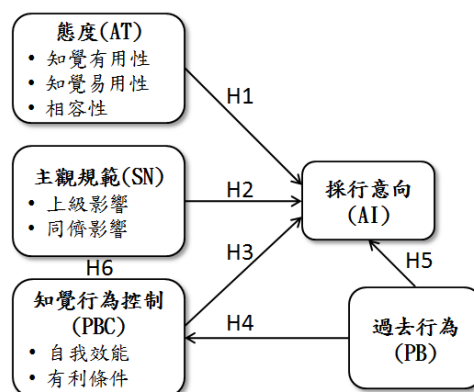 態度(AT)
• 知覺有用性
• 知覺易用性
• 相容性
H1
主觀規範(SN)
• 上級影響
• 同儕影響
H2
採行意向
(AI)
H3
H6
H5
知覺行為控制
(PBC)
• 自我效能
• 有利條件
H4
過去行為
(PB)